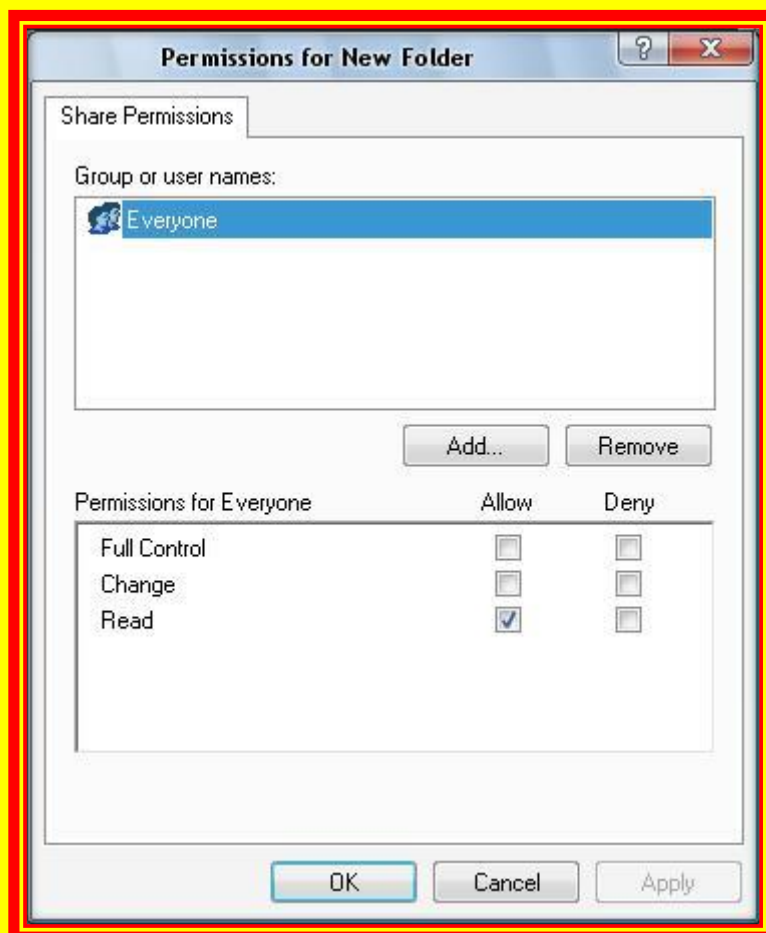 Permissions for New Folder
Share Permissions
Group or user names:
Everyone
Add... Remove
Permissions for Everyone Allow Deny
Full Control
Change
Read
OK Cancel Apply